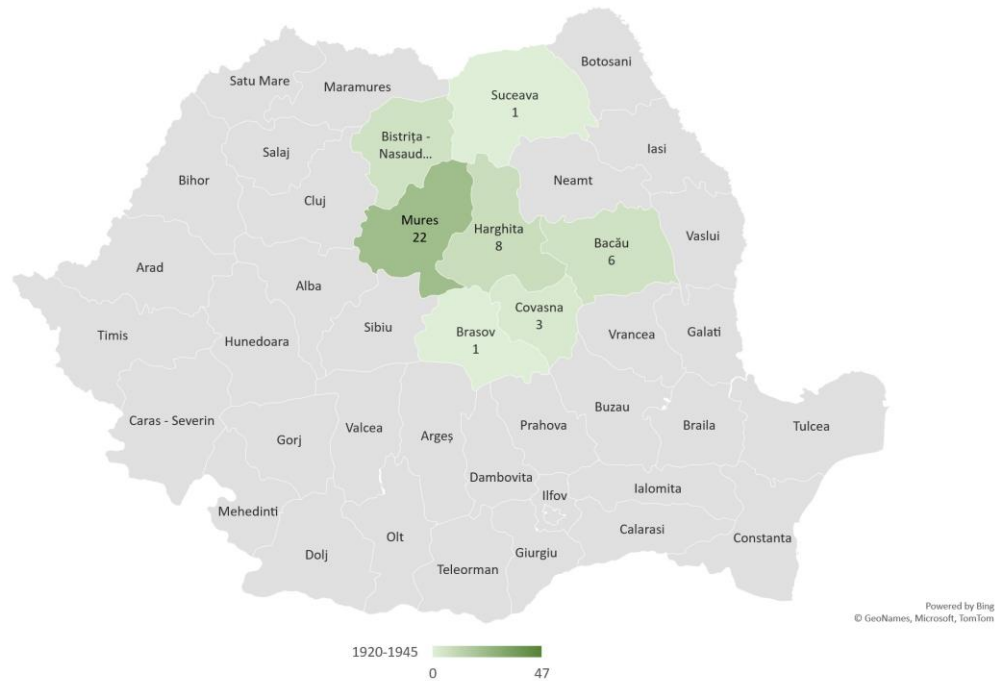 Botosani
Satu Mare
Maramures
Suceava
1
Bistrița -
Nasaud...
Iasi
Salaj
Neamt
Bihor
Cluj
Mures
22
Harghita
8
Bacău
6
Vaslui
Arad
Alba
Covasna
3
Sibiu
Brasov
1
Timis
Hunedoara
Vrancea
Galati
Buzau
Caras - Severin
Gorj
Valcea
Argeș
Prahova
Braila
Tulcea
Dambovita
Ilfov
Ialomita
Mehedinti
Olt
Calarasi
Constanta
Dolj
Teleorman
Giurgiu
Powered by Bing
© GeoNames, Microsoft, TomTom
1920-1945
0
47